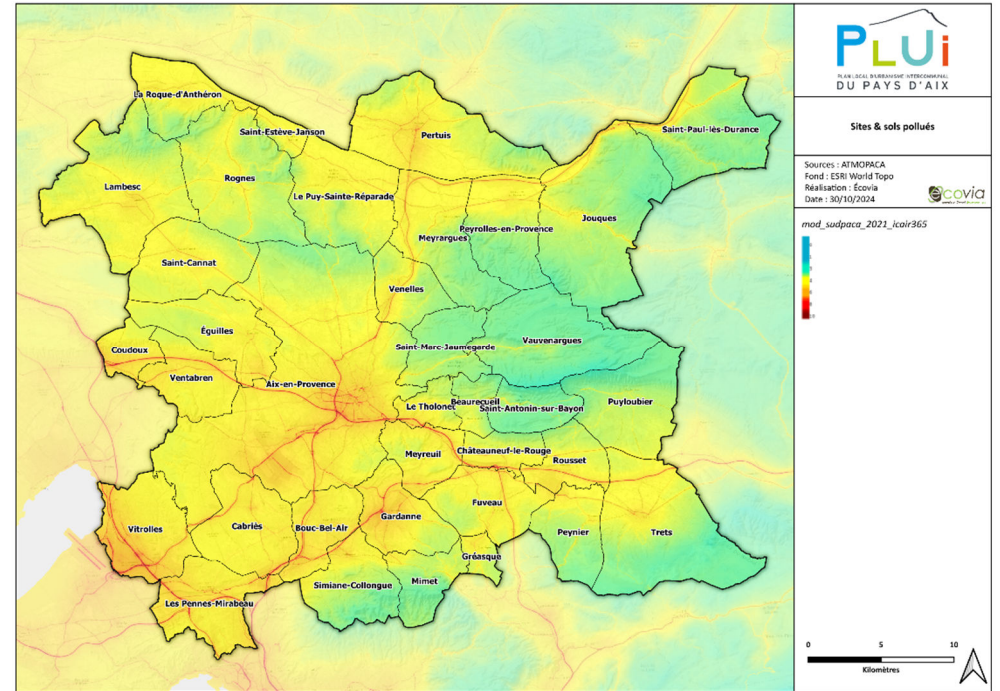 PLUi
PLAN LOCAL D'URBANISME INTERCOMMUNAL
DU PAYS D'AIX
Sites & sols pollués
Sources : ATMOPACA
Fond : ESRI World Topo
Réalisation : Écovia
Date : 30/10/2024
ecovia
mod_sudpaca_2021_icair365
La Roque-d'Anthéron
Saint-Estève-Janson
Pertuis
Saint-Paul-lès-Durance
Lambesc
Rognes
Le Puy-Sainte-Réparade
Jouques
Peyrolles-en-Provence
Meyrargues
Saint-Cannat
Venelles
Éguilles
Vauvenargues
Saint-Marc-Jaumegarde
Coudoux
Ventabren
Aix-en-Provence
Le Tholonet
Beaurecueil
Saint-Antonin-sur-Bayon
Puyloubier
Meyreuil
Châteauneuf-le-Rouge
Rousset
Fuveau
Gardanne
Vitrolles
Cabriès
Bouc-Bel-Air
Peynier
Trets
Gréasque
Simiane-Collongue
Mimet
Les Pennes-Mirabeau
0 5 10
Kilomètres